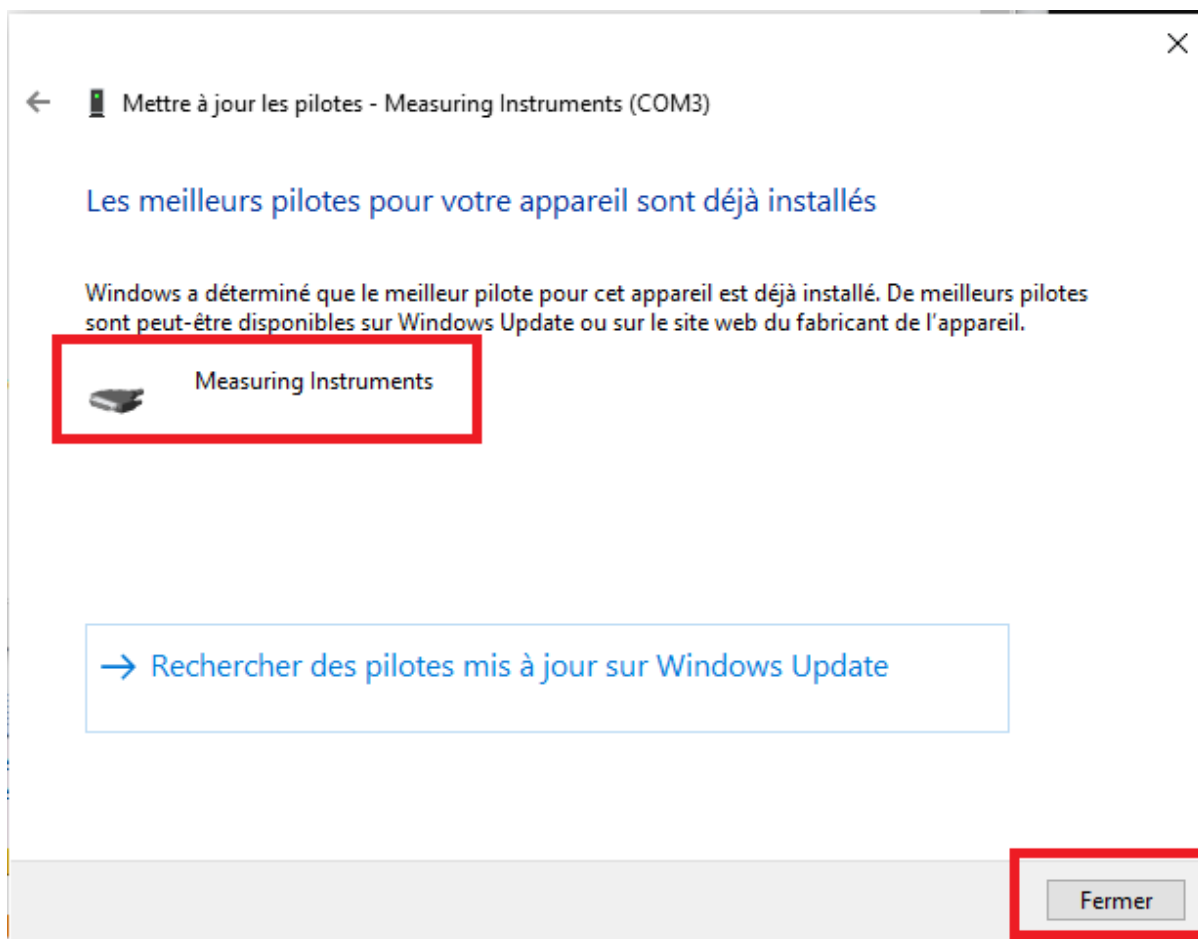 Mettre à jour les pilotes - Measuring Instruments (COM3)
Les meilleurs pilotes pour votre appareil sont déjà installés
Windows a déterminé que le meilleur pilote pour cet appareil est déjà installé. De meilleurs pilotes
sont peut-être disponibles sur Windows Update ou sur le site web du fabricant de l'appareil.
Measuring Instruments
Rechercher des pilotes mis à jour sur Windows Update
Fermer